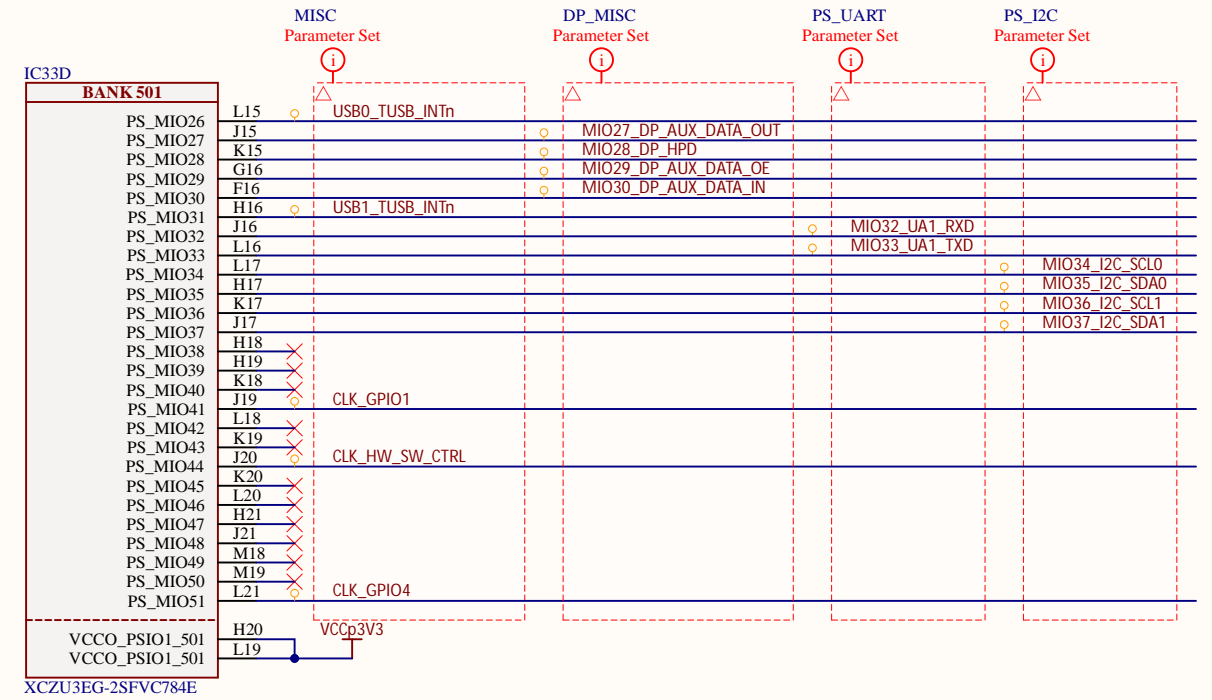 MISC DP_MISC PS_UART PS_I2C
Parameter Set Parameter Set Parameter Set Parameter Set
i i i i
IC33D
BANK 501
PS_MIO26 L15 USB0_TUSB_INTn
PS_MIO27 J15 MIO27_DP_AUX_DATA_OUT
PS_MIO28 K15 MIO28_DP_HPD
PS_MIO29 G16 MIO29_DP_AUX_DATA_OE
PS_MIO30 F16 MIO30_DP_AUX_DATA_IN
PS_MIO31 H16 USB1_TUSB_INTn
PS_MIO32 J16 MIO32_UA1_RXD
PS_MIO33 L16 MIO33_UA1_TXD
PS_MIO34 L17 MIO34_I2C_SCL0
PS_MIO35 H17 MIO35_I2C_SDA0
PS_MIO36 K17 MIO36_I2C_SCL1
PS_MIO37 J17 MIO37_I2C_SDA1
PS_MIO38 H18
PS_MIO39 H19
PS_MIO40 K18
PS_MIO41 J19 CLK_GPIO1
PS_MIO42 L18
PS_MIO43 K19
PS_MIO44 J20 CLK_HW_SW_CTRL
PS_MIO45 K20
PS_MIO46 L20
PS_MIO47 H21
PS_MIO48 J21
PS_MIO49 M18
PS_MIO50 M19
PS_MIO51 L21 CLK_GPIO4
VCCO_PSIO1_501 H20 VCCp3V3
VCCO_PSIO1_501 L19
XCZU3EG-2SFVC784E